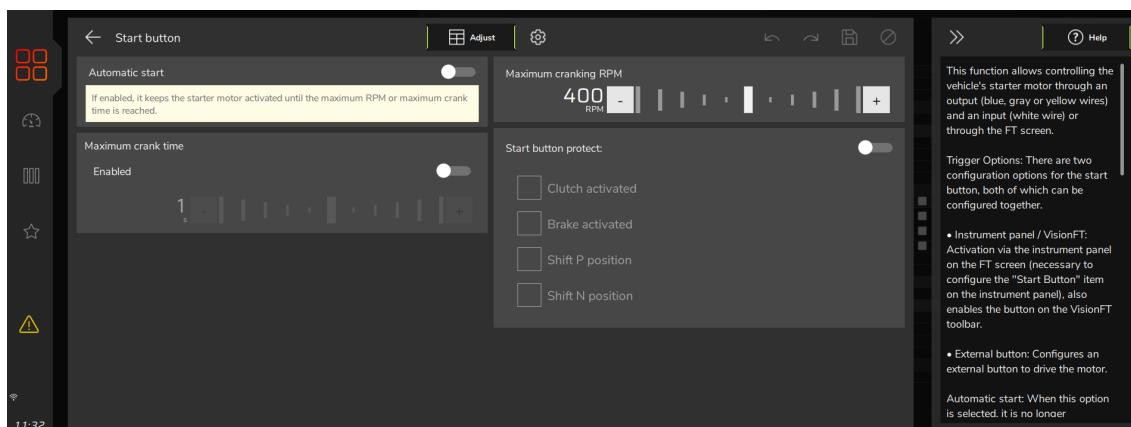 Start button
Adjust
Help
Automatic start
If enabled, it keeps the starter motor activated until the maximum RPM or maximum crank
time is reached.
Maximum crank time
Enabled
1
s
-
+
Maximum cranking RPM
400
RPM
-
+
Start button protect:
Clutch activated
Brake activated
Shift P position
Shift N position
This function allows controlling the
vehicle's starter motor through an
output (blue, gray or yellow wires)
and an input (white wire) or
through the FT screen.
Trigger Options: There are two
configuration options for the start
button, both of which can be
configured together.
• Instrument panel / VisionFT:
Activation via the instrument panel
on the FT screen (necessary to
configure the "Start Button" item
on the instrument panel), also
enables the button on the VisionFT
toolbar.
• External button: Configures an
external button to drive the motor.
Automatic start: When this option
is selected, it is no longer
11:32